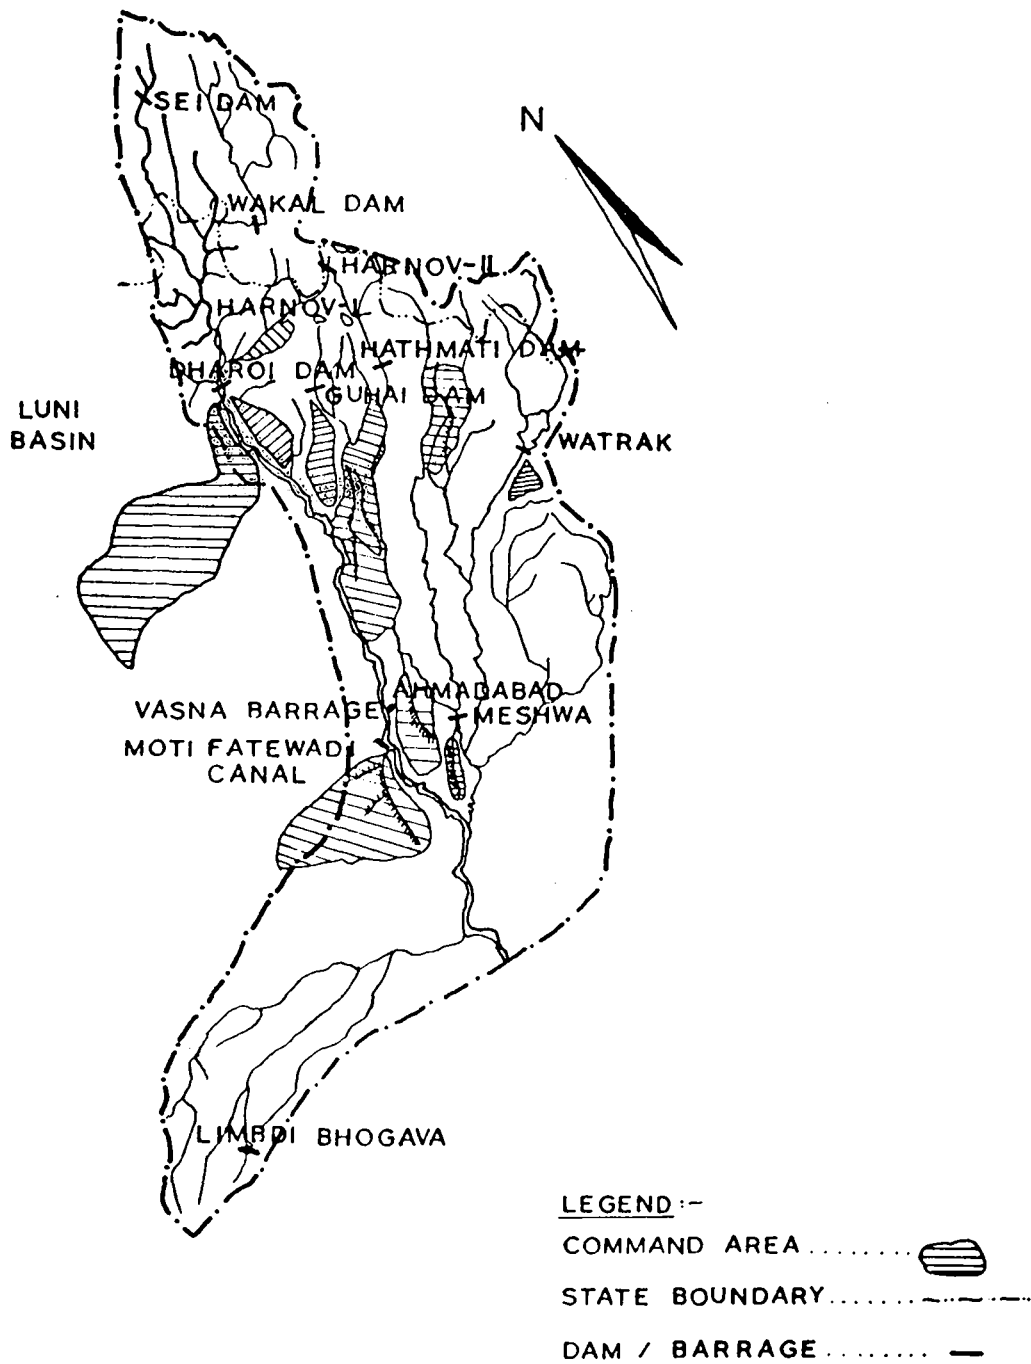 SEI DAM
N
WAKAL DAM
HARNOV-II
HARNOV-I
HATHMATI DAM
DHAROI DAM
GUHAI DAM
LUNI
BASIN
WATRAK
AHMADABAD
VASNA BARRAGE
MESHWA
MOTI FATEWADI
CANAL
LIMBDI BHOGAVA
LEGEND :-
COMMAND AREA ........
STATE BOUNDARY.......
DAM / BARRAGE ........